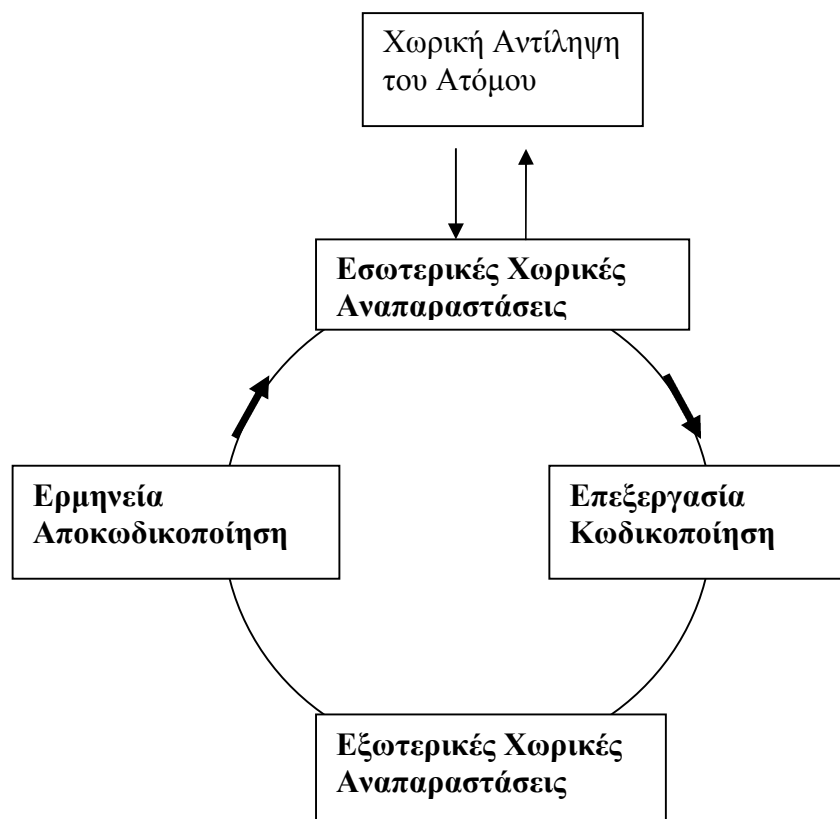 Χωρική Αντίληψη
του Ατόμου
Εσωτερικές Χωρικές
Αναπαραστάσεις
Ερμηνεία
Αποκωδικοποίηση
Επεξεργασία
Κωδικοποίηση
Εξωτερικές Χωρικές
Αναπαραστάσεις